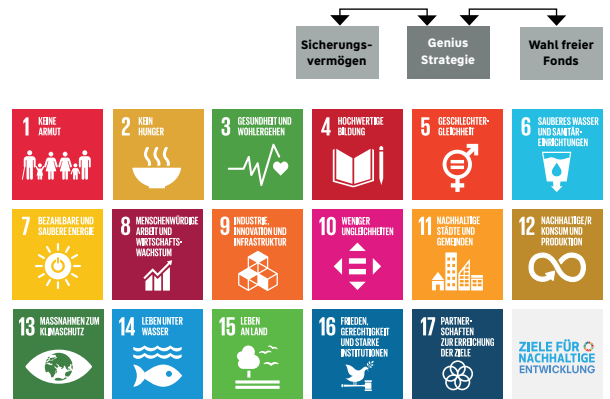 Sicherungs-
vermögen
Genius
Strategie
Wahl freier
Fonds
1 KEINE
ARMUT
2 KEIN
HUNGER
3 GESUNDHEIT UND
WOHLERGEHEN
4 HOCHWERTIGE
BILDUNG
5 GESCHLECHTER-
GLEICHHEIT
6 SAUBERES WASSER
UND SANITÄR-
EINRICHTUNGEN
7 BEZAHLBARE UND
SAUBERE ENERGIE
8 MENSCHENWÜRDIGE
ARBEIT UND
WIRTSCHAFTS-
WACHSTUM
9 INDUSTRIE,
INNOVATION UND
INFRASTRUKTUR
10 WENIGER
UNGLEICHHEITEN
11 NACHHALTIGE
STÄDTE UND
GEMEINDEN
12 NACHHALTIGE/R
KONSUM UND
PRODUKTION
13 MASSNAHMEN ZUM
KLIMASCHUTZ
14 LEBEN UNTER
WASSER
15 LEBEN
AN LAND
16 FRIEDEN,
GERECHTIGKEIT
UND STARKE
INSTITUTIONEN
17 PARTNER-
SCHAFTEN
ZUR ERREICHUNG
DER ZIELE
ZIELE FÜR
NACHHALTIGE
ENTWICKLUNG